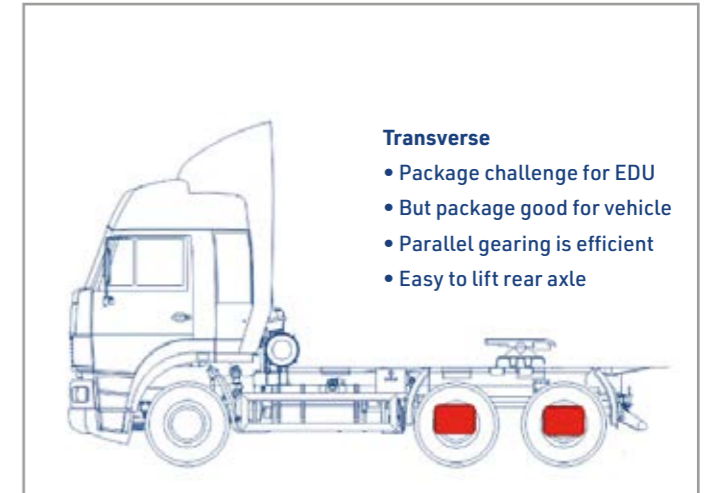 Transverse
• Package challenge for EDU
• But package good for vehicle
• Parallel gearing is efficient
• Easy to lift rear axle